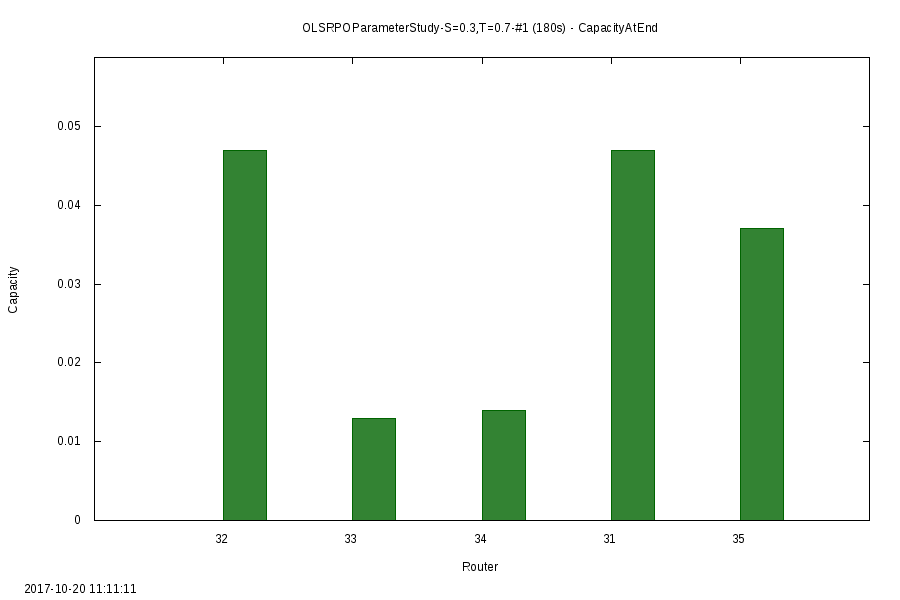 OLSRPOParameterStudy-S=0.3,T=0.7-#1 (180s) - CapacityAtEnd
0.05
0.04
0.03
0.02
0.01
0
Capacity
32 33 34 31 35
Router
2017-10-20 11:11:11